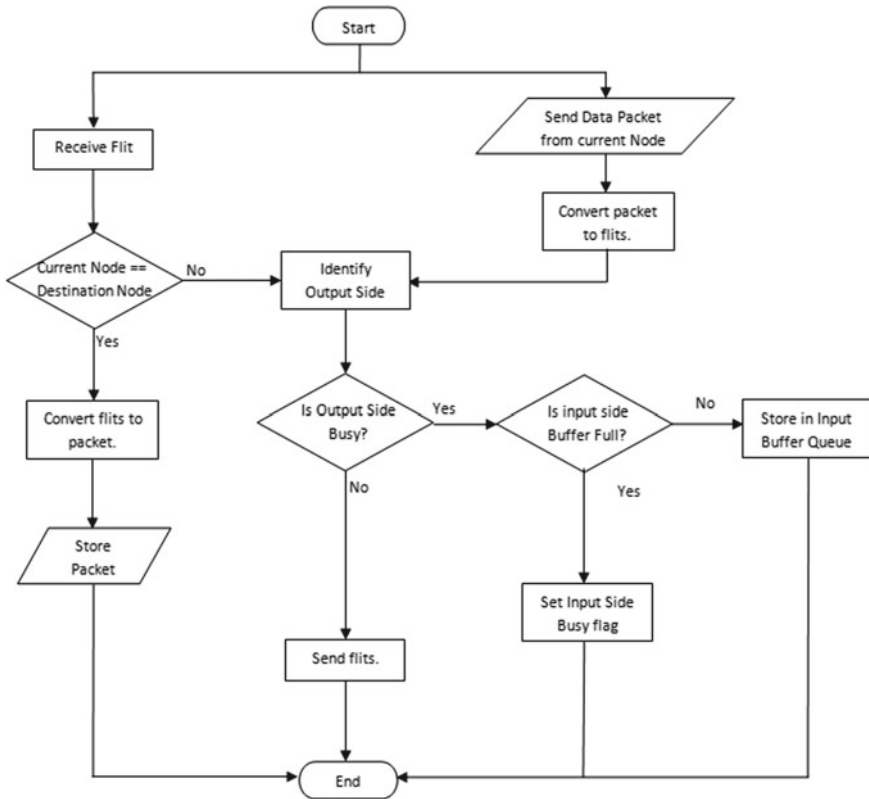 Start
Receive Flit
Send Data Packet
from current Node
Convert packet
to flits.
Current Node ==
Destination Node
No
Identify
Output Side
Yes
Convert flits to
packet.
Is Output Side
Busy?
Yes
Is input side
Buffer Full?
No
Store in Input
Buffer Queue
No
Yes
Store
Packet
Set Input Side
Busy flag
Send flits.
End